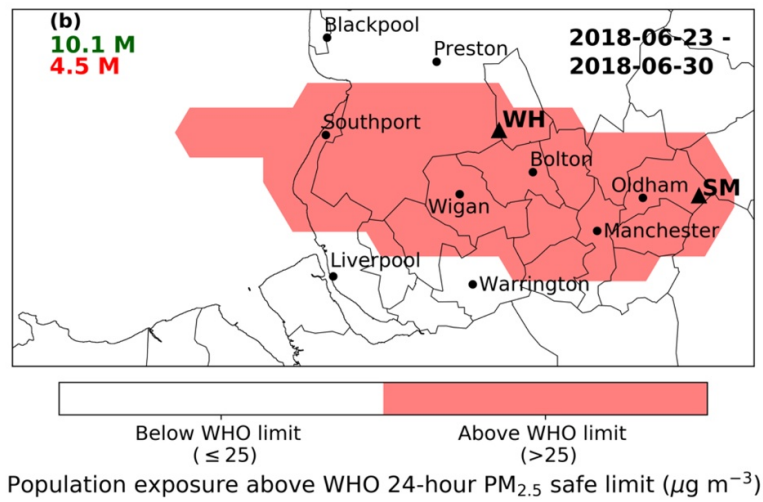 (b)
10.1 M
4.5 M
2018-06-23 -
2018-06-30
Blackpool
Preston
WH
Southport
Bolton
Oldham
SM
Wigan
Manchester
Liverpool
Warrington
Below WHO limit
(≤25)
Above WHO limit
(>25)
Population exposure above WHO 24-hour PM₂.₅ safe limit (μg m⁻³)